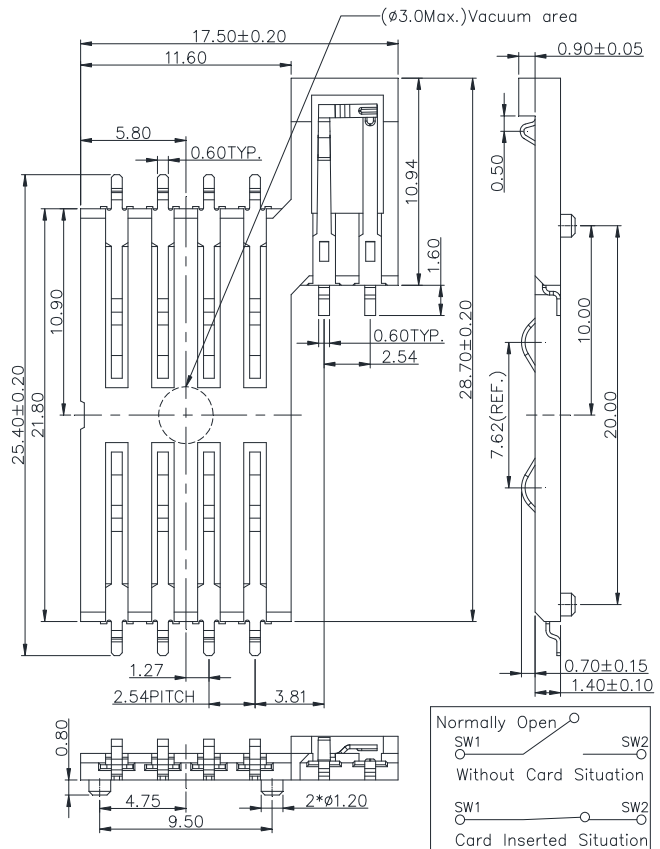 (ø3.0Max.)Vacuum area
17.50±0.20
0.90±0.05
11.60
5.80
0.60TYP.
10.94
0.50
1.60
10.90
10.00
0.60TYP.
2.54
25.40±0.20
21.80
28.70±0.20
7.62(REF.)
20.00
1.27
2.54PITCH
3.81
0.70±0.15
1.40±0.10
0.80
4.75
2*ø1.20
9.50
Normally Open
SW1 SW2
Without Card Situation
SW1 SW2
Card Inserted Situation